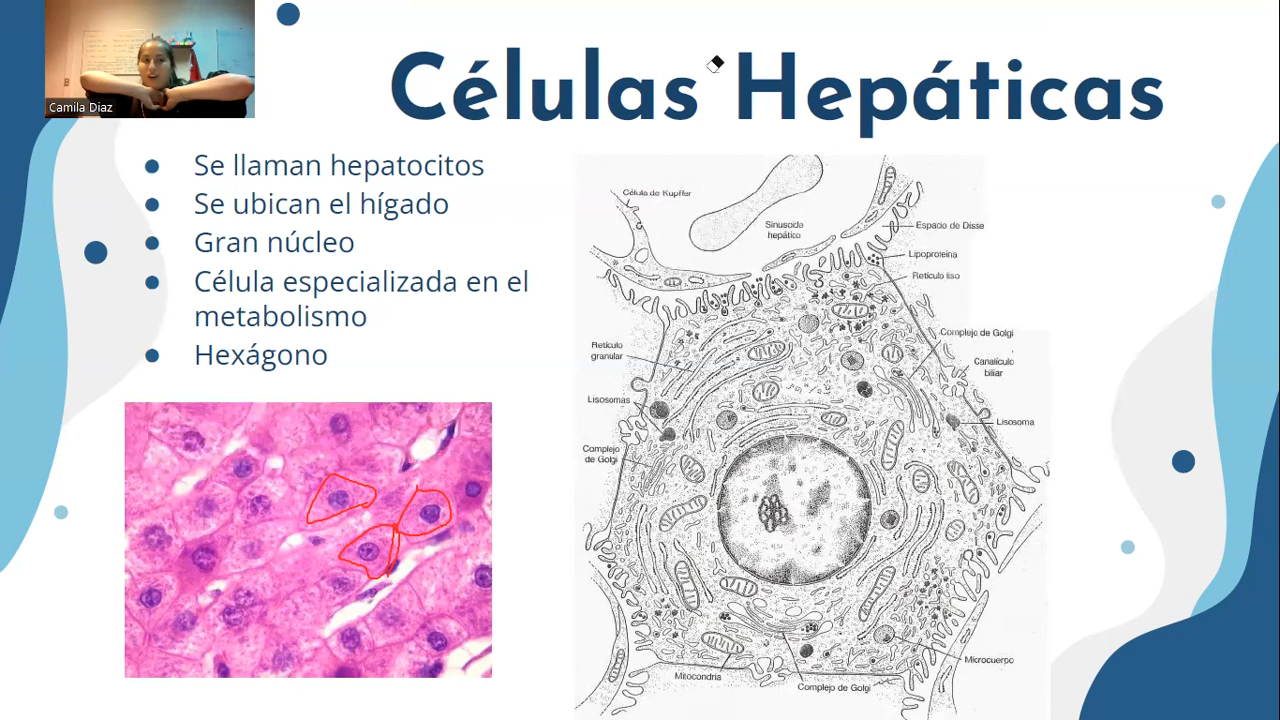 Camila Diaz
Células Hepáticas
Se llaman hepatocitos
Se ubican el hígado
Gran núcleo
Célula especializada en el
metabolismo
Hexágono
Célula de Kupffer
Sinusoide
hepático
Espacio de Disse
Lipoproteína
Retículo liso
Complejo de Golgi
Canalículo
biliar
Lisosoma
Retículo
granular
Lisosomas
Complejo
de Golgi
Microcuerpo
Mitocondria
Complejo de Golgi